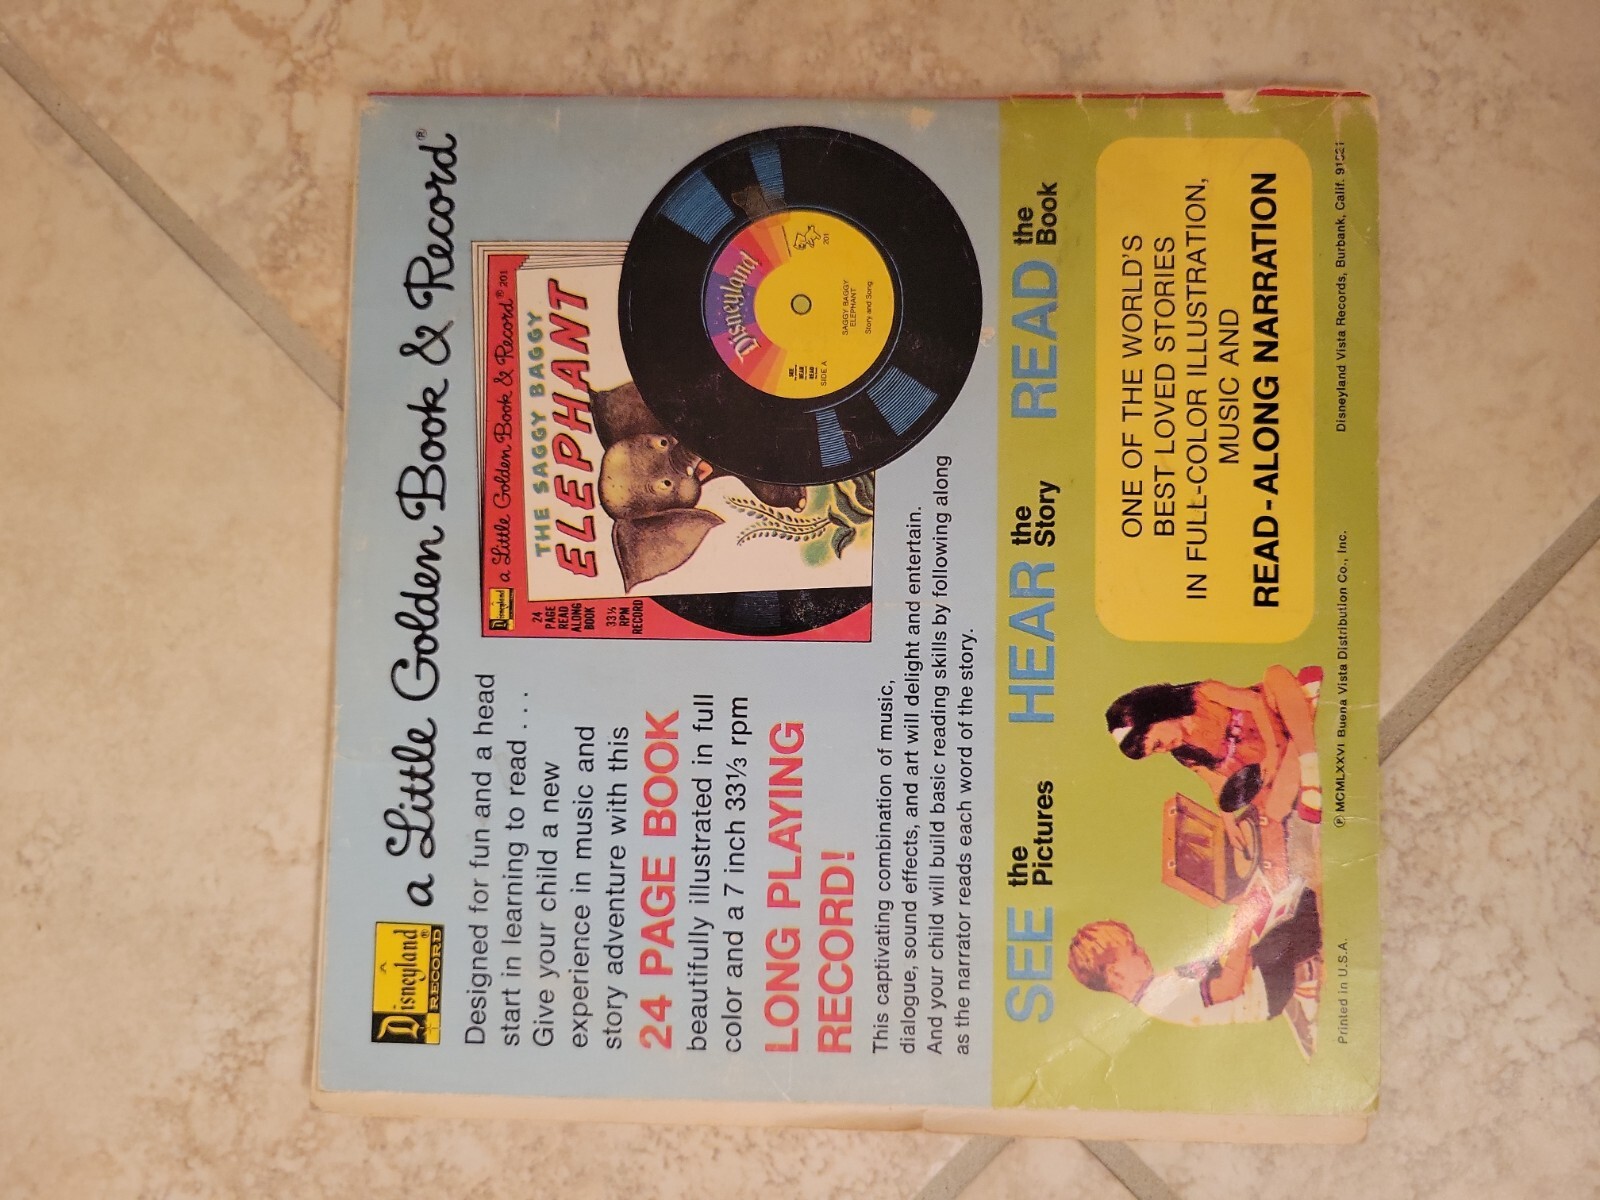 Disneyland®
RECORD
a Little Golden Book & Record®
Designed for fun and a head
start in learning to read . . .
Give your child a new
experience in music and
story adventure with this
24 PAGE BOOK
beautifully illustrated in full
color and a 7 inch 33⅓ rpm
LONG PLAYING
RECORD!
Disneyland
a Little Golden Book & Record® 201
THE SAGGY BAGGY
ELEPHANT
24
PAGE
READ
ALONG
BOOK
33⅓
RPM
RECORD
Disneyland
201
SIDE A
SAGGY BAGGY
ELEPHANT
Story and Song
This captivating combination of music,
dialogue, sound effects, and art will delight and entertain.
And your child will build basic reading skills by following along
as the narrator reads each word of the story.
SEE the Pictures HEAR the Story READ the Book
ONE OF THE WORLD'S
BEST LOVED STORIES
IN FULL-COLOR ILLUSTRATION,
MUSIC AND
READ-ALONG NARRATION
Printed in U.S.A. ℗ MCMLXXVI Buena Vista Distribution Co., Inc. Disneyland Vista Records, Burbank, Calif. 91521